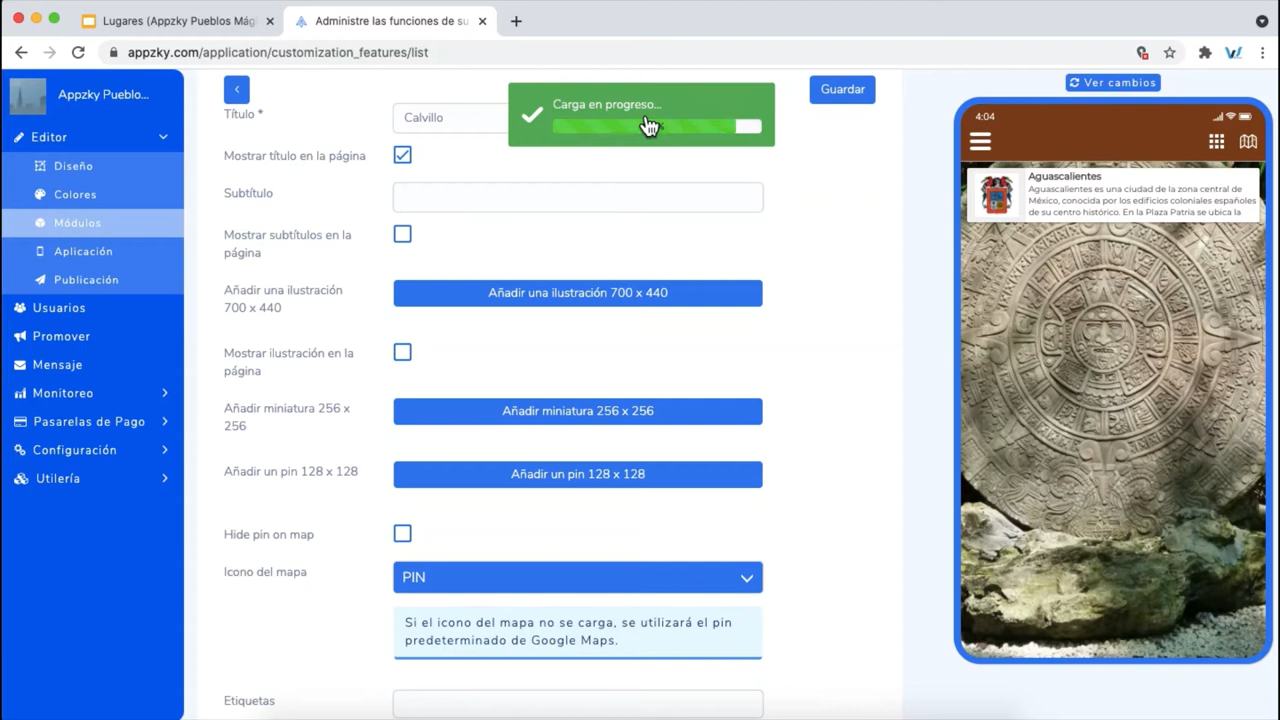 Lugares (Appzky Pueblos Mág
Administre las funciones de su
appzky.com/application/customization_features/list
Appzky Pueblo...
Editor
Diseño
Colores
Módulos
Aplicación
Publicación
Usuarios
Promover
Mensaje
Monitoreo
Pasarelas de Pago
Configuración
Utilería
Carga en progreso...
Guardar
Título *
Calvillo
Mostrar título en la página
Subtítulo
Mostrar subtítulos en la
página
Añadir una ilustración
700 x 440
Añadir una ilustración 700 x 440
Mostrar ilustración en la
página
Añadir miniatura 256 x
256
Añadir miniatura 256 x 256
Añadir un pin 128 x 128
Añadir un pin 128 x 128
Hide pin on map
Icono del mapa
PIN
Si el icono del mapa no se carga, se utilizará el pin
predeterminado de Google Maps.
Etiquetas
Ver cambios
4:04
Aguascalientes
Aguascalientes es una ciudad de la zona central de
México, conocida por los edificios coloniales españoles
de su centro histórico. En la Plaza Patria se ubica la